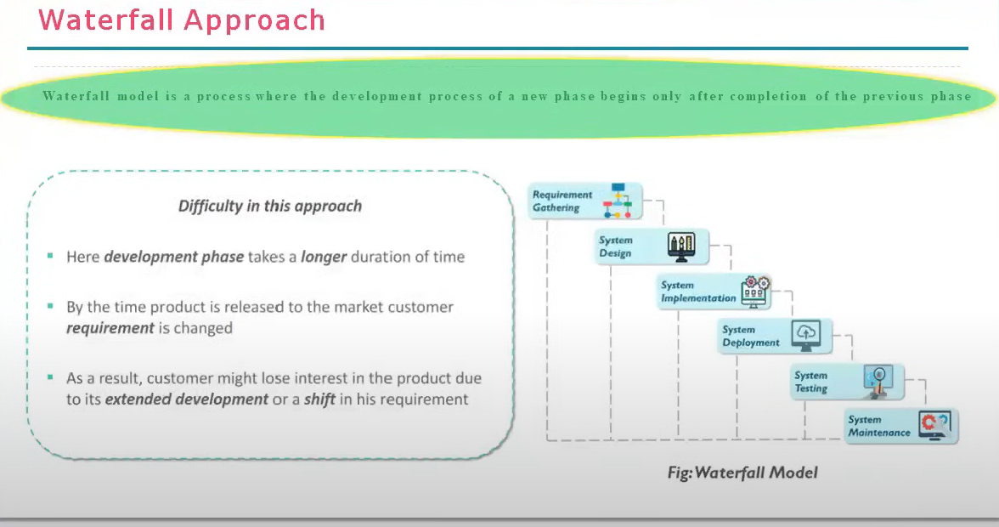 Waterfall Approach
Waterfall model is a process where the development process of a new phase begins only after completion of the previous phase
Difficulty in this approach
▪ Here development phase takes a longer duration of time
▪ By the time product is released to the market customer
requirement is changed
▪ As a result, customer might lose interest in the product due
to its extended development or a shift in his requirement
Requirement
Gathering
System
Design
System
Implementation
System
Deployment
System
Testing
System
Maintenance
Fig: Waterfall Model